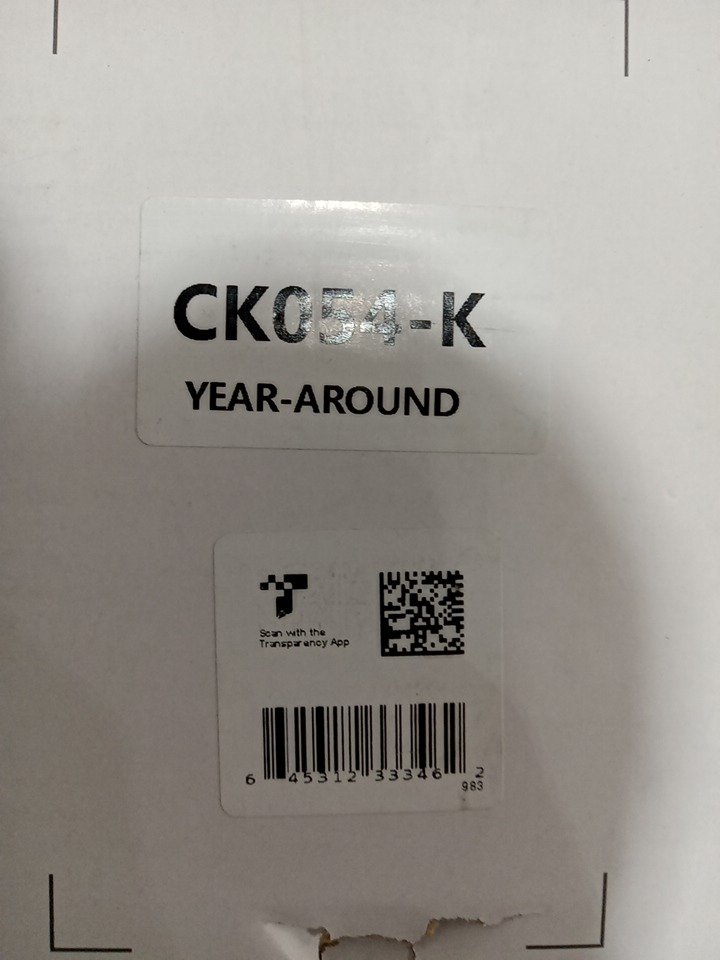 CK054-K
YEAR-AROUND
Scan with the
Transparency App
6 45312 33346 2
983